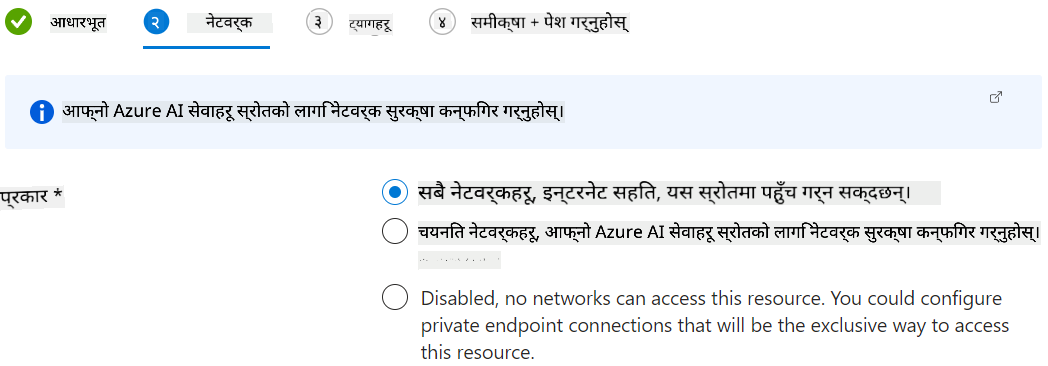 आधारभूत
२ नेटवर्क
३ ट्यागहरू
४ समीक्षा + पेश गर्नुहोस्
आफ्नो Azure AI सेवाहरू स्रोतको लागि नेटवर्क सुरक्षा कन्फिगर गर्नुहोस्।
प्रकार *
सबै नेटवर्कहरू, इन्टरनेट सहित, यस स्रोतमा पहुँच गर्न सक्दछन्।
चयनित नेटवर्कहरू, आफ्नो Azure AI सेवाहरू स्रोतको लागि नेटवर्क सुरक्षा कन्फिगर गर्नुहोस्।
Disabled, no networks can access this resource. You could configure
private endpoint connections that will be the exclusive way to access
this resource.